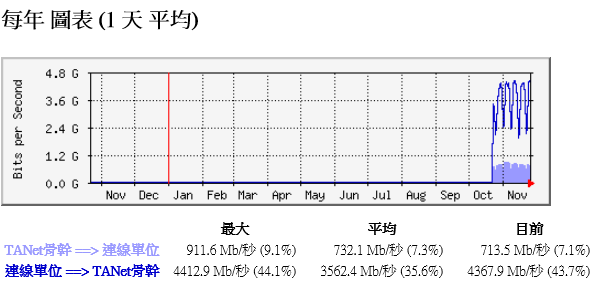 每年 圖表 (1 天 平均)
Bits per Second
4.8 G
3.6 G
2.4 G
1.2 G
0.0 G
Nov Dec Jan Feb Mar Apr May Jun Jul Aug Sep Oct Nov
最大 平均 目前
TANet骨幹 ==> 連線單位 911.6 Mb/秒 (9.1%) 732.1 Mb/秒 (7.3%) 713.5 Mb/秒 (7.1%)
連線單位 ==> TANet骨幹 4412.9 Mb/秒 (44.1%) 3562.4 Mb/秒 (35.6%) 4367.9 Mb/秒 (43.7%)